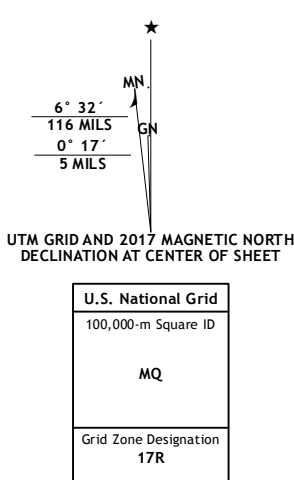 MN
6° 32´
116 MILS
GN
0° 17´
5 MILS
UTM GRID AND 2017 MAGNETIC NORTH
DECLINATION AT CENTER OF SHEET
U.S. National Grid
100,000-m Square ID
MQ
Grid Zone Designation
17R